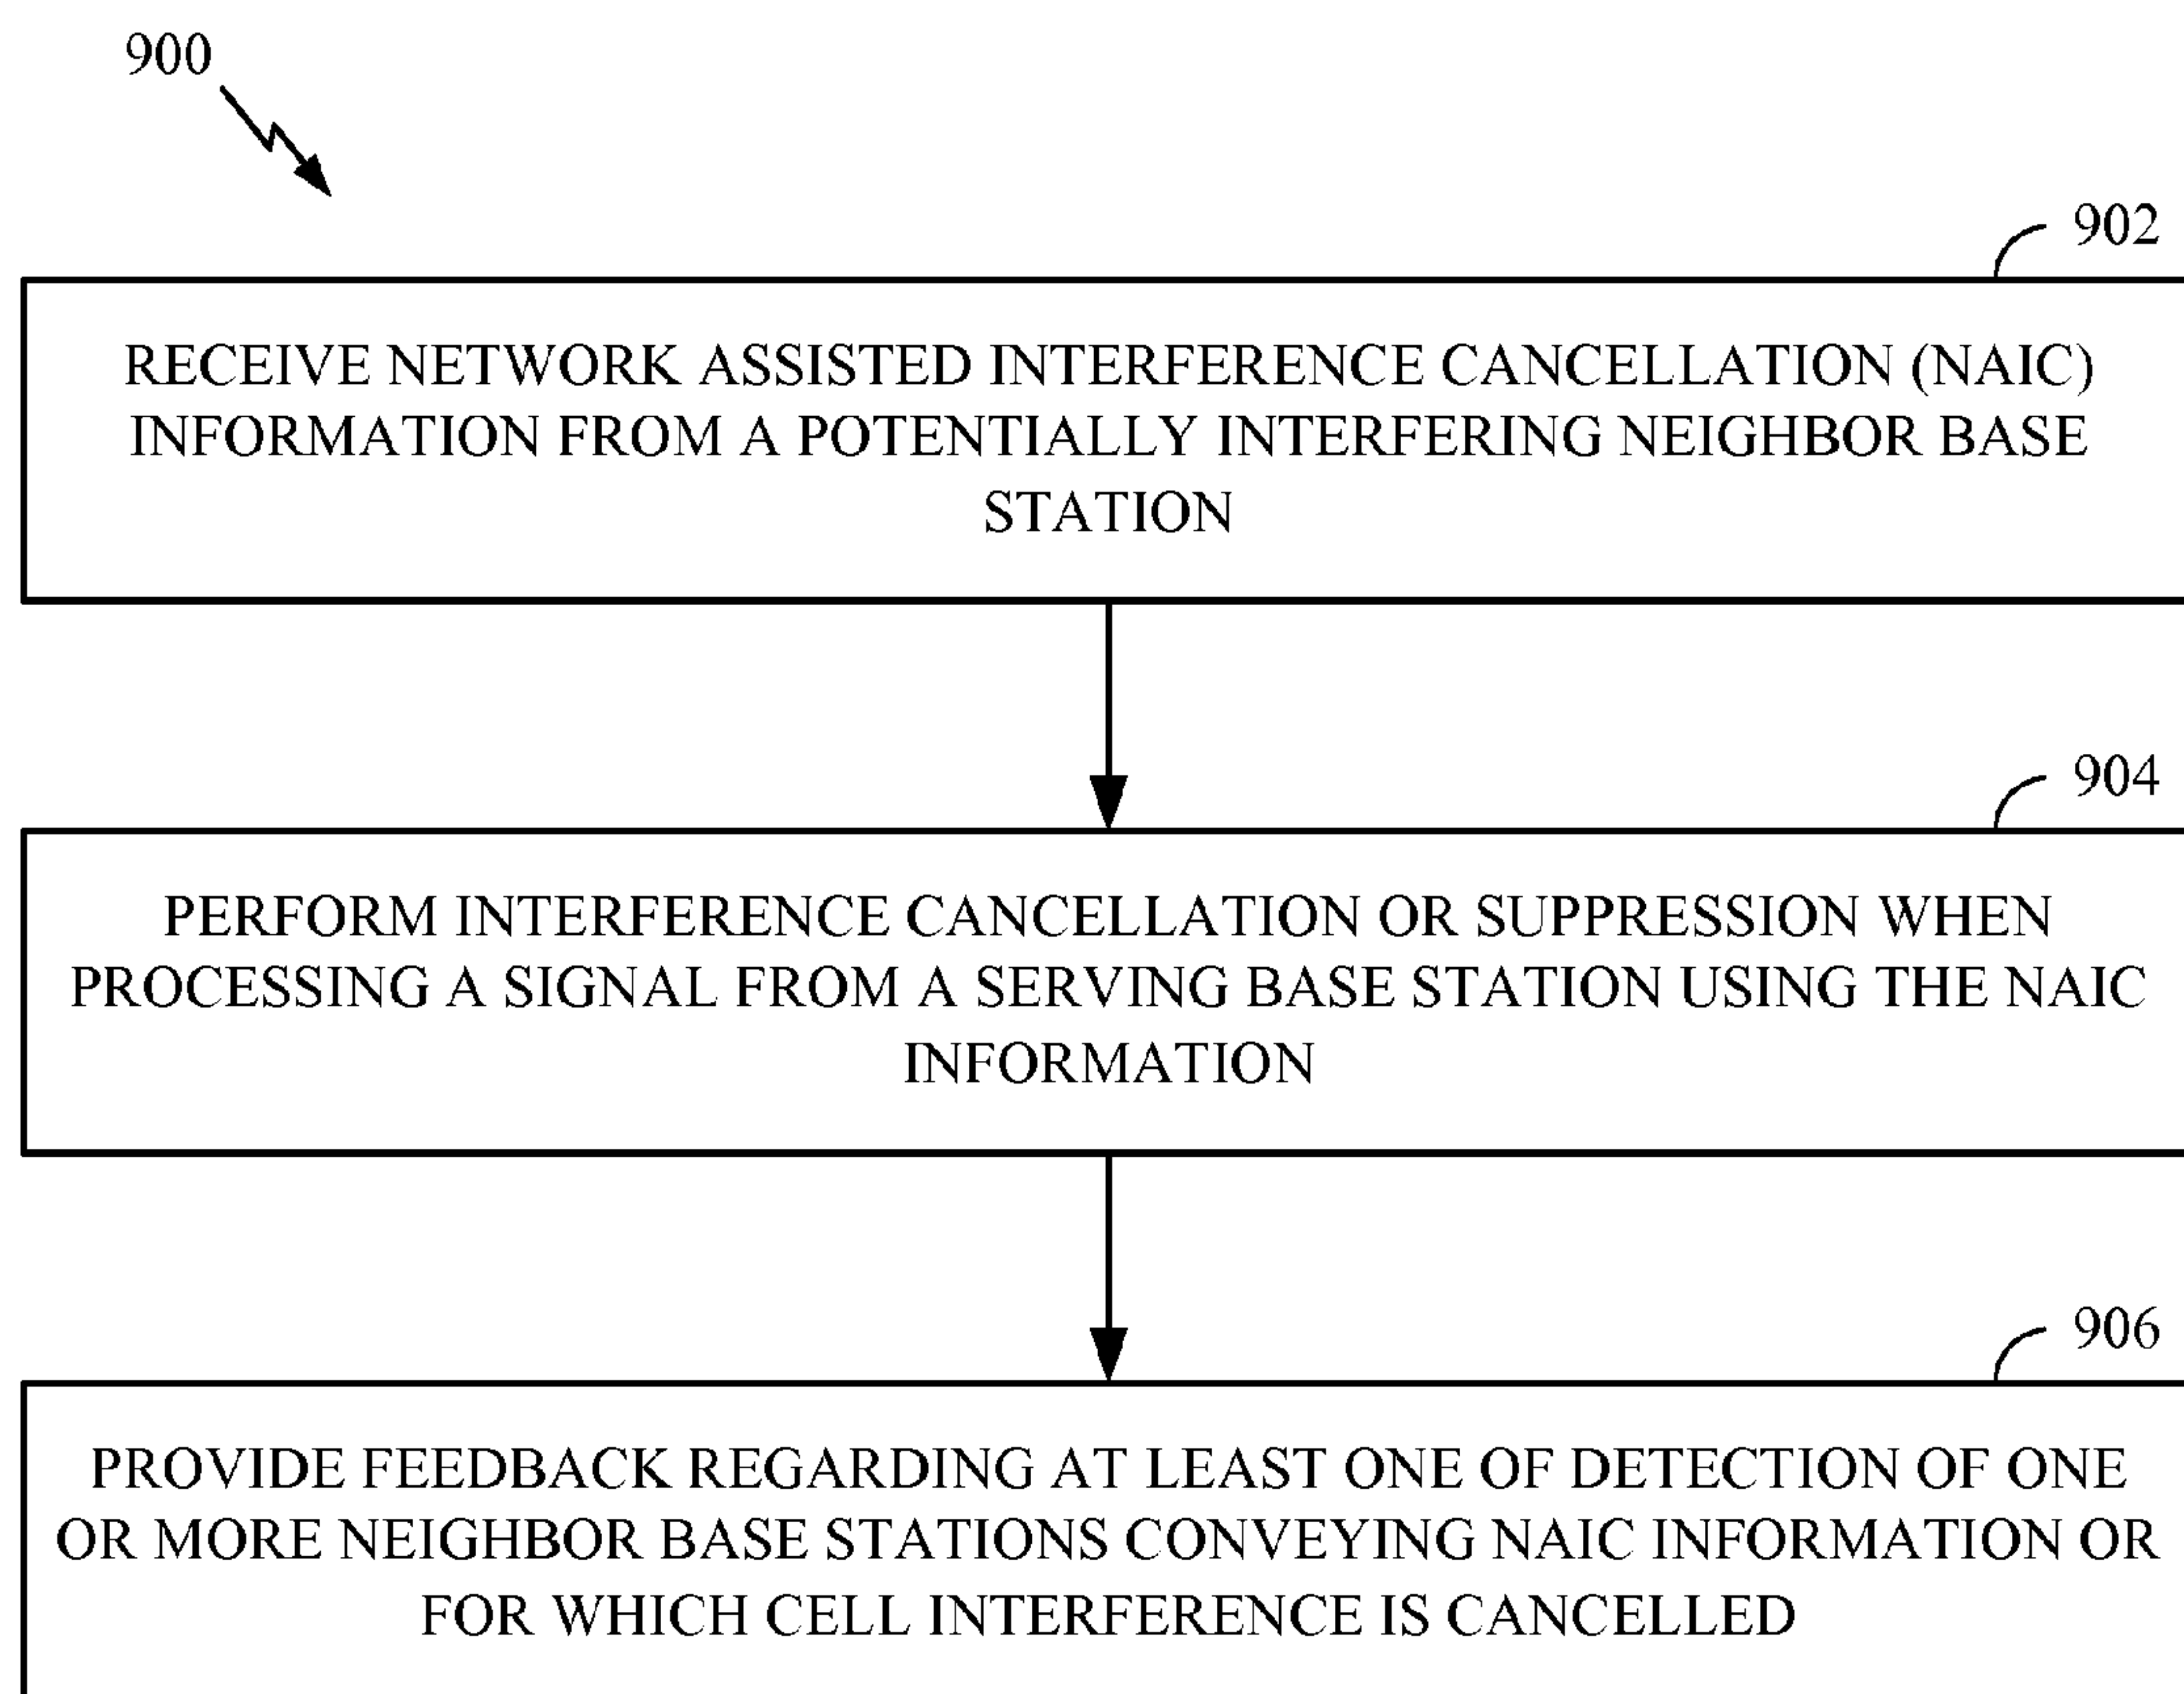 900
902
RECEIVE NETWORK ASSISTED INTERFERENCE CANCELLATION (NAIC)
INFORMATION FROM A POTENTIALLY INTERFERING NEIGHBOR BASE
STATION
904
PERFORM INTERFERENCE CANCELLATION OR SUPPRESSION WHEN
PROCESSING A SIGNAL FROM A SERVING BASE STATION USING THE NAIC
INFORMATION
906
PROVIDE FEEDBACK REGARDING AT LEAST ONE OF DETECTION OF ONE
OR MORE NEIGHBOR BASE STATIONS CONVEYING NAIC INFORMATION OR
FOR WHICH CELL INTERFERENCE IS CANCELLED